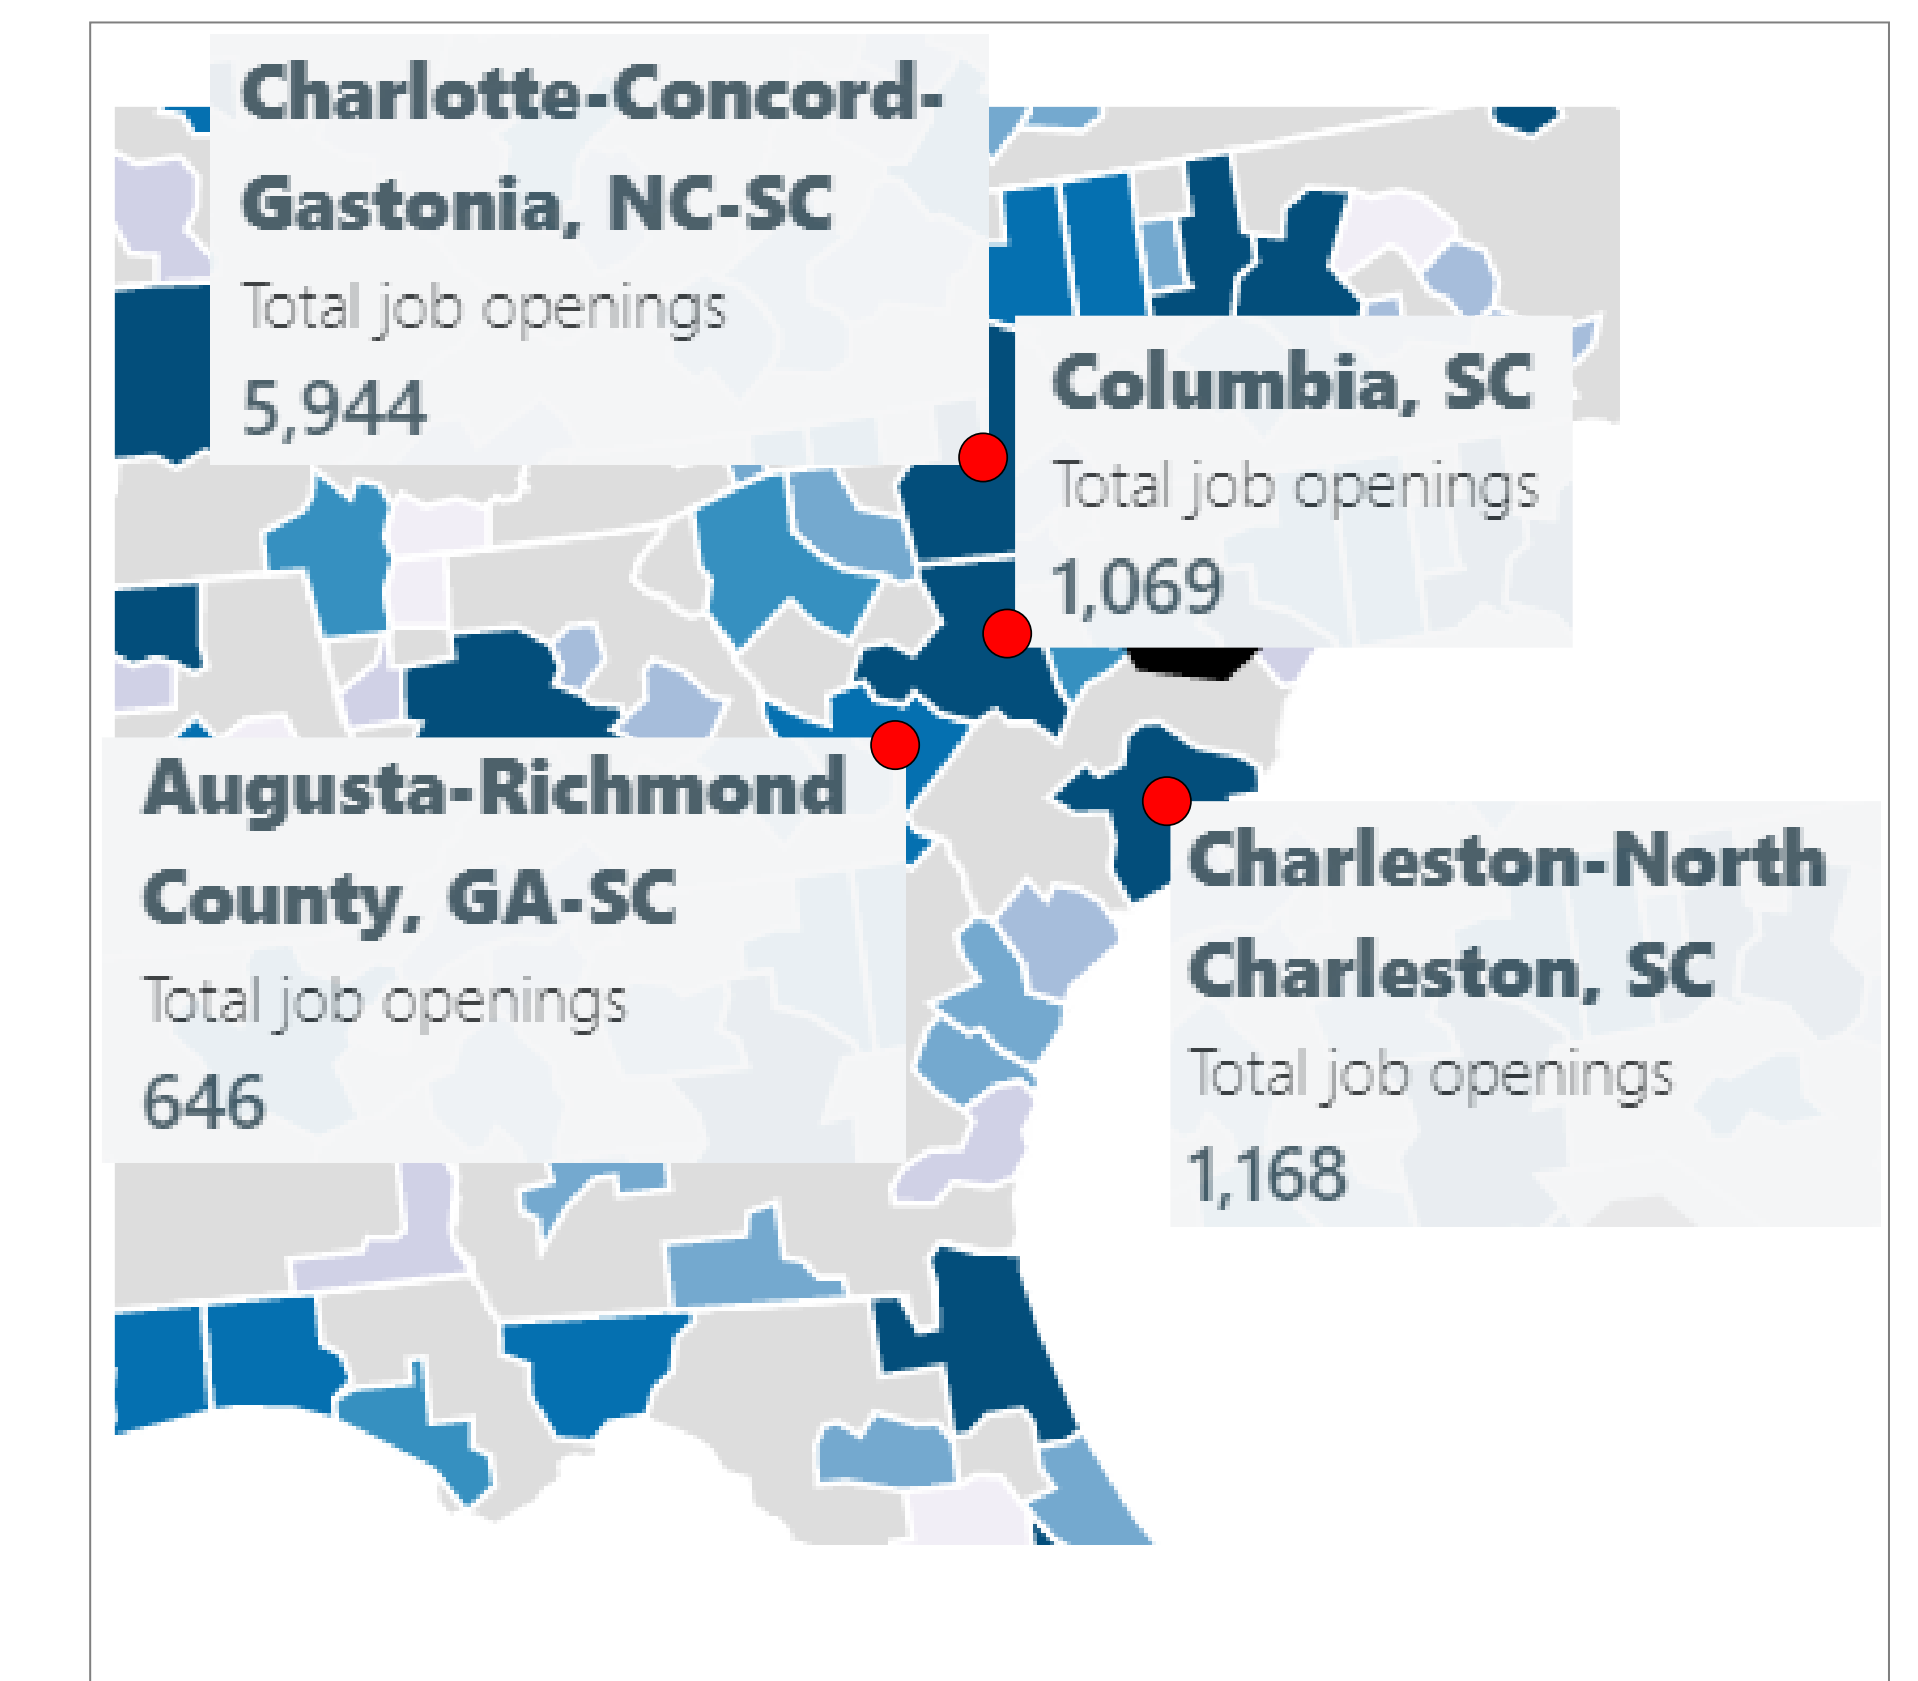 Charlotte-Concord-
Gastonia, NC-SC
Total job openings
5,944
Columbia, SC
Total job openings
1,069
Augusta-Richmond
County, GA-SC
Total job openings
646
Charleston-North
Charleston, SC
Total job openings
1,168